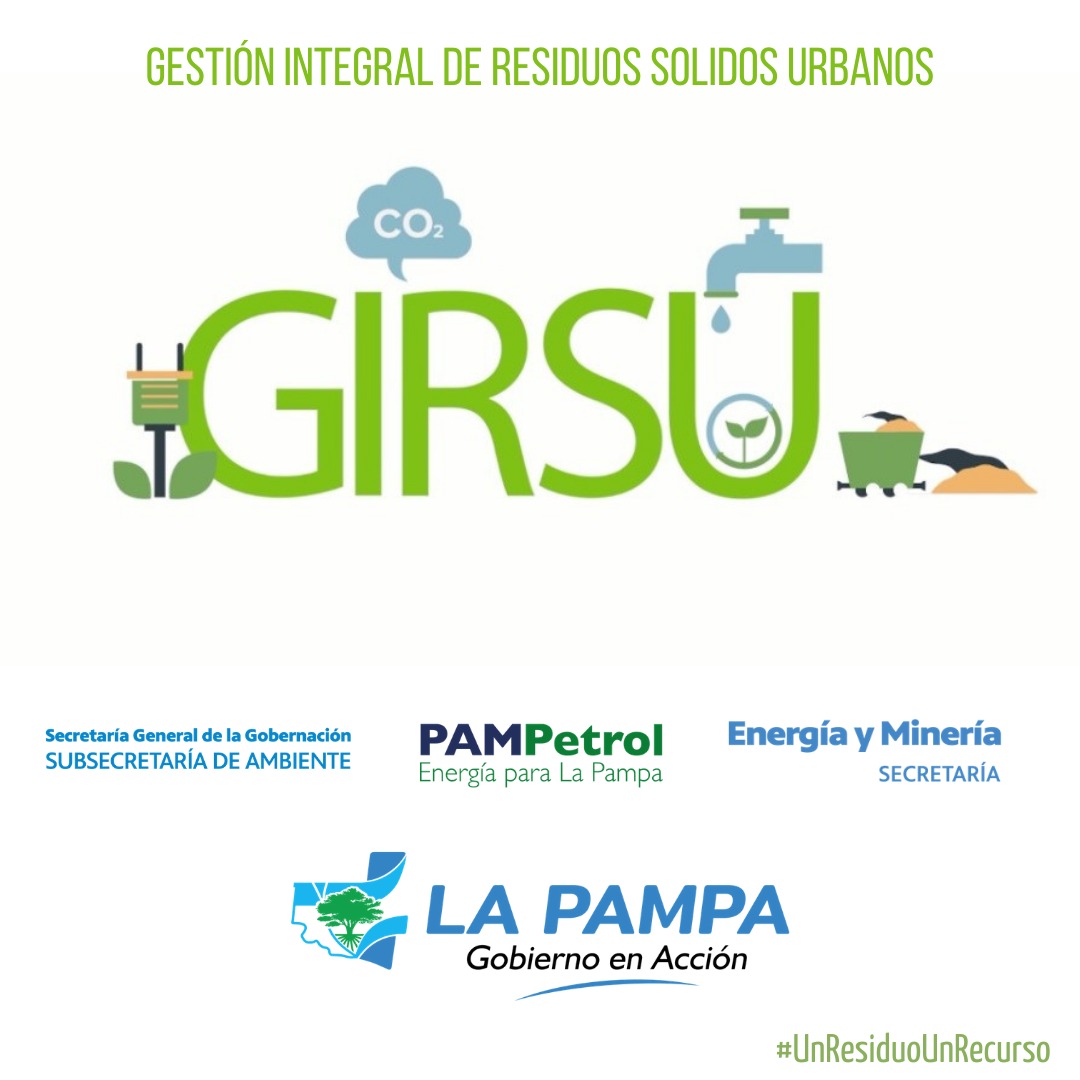 GESTIÓN INTEGRAL DE RESIDUOS SOLIDOS URBANOS
CO₂
GIRSU
Secretaría General de la Gobernación
SUBSECRETARÍA DE AMBIENTE
PAMPetrol
Energía para La Pampa
Energía y Minería
SECRETARÍA
LA PAMPA
Gobierno en Acción
#UnResiduoUnRecurso